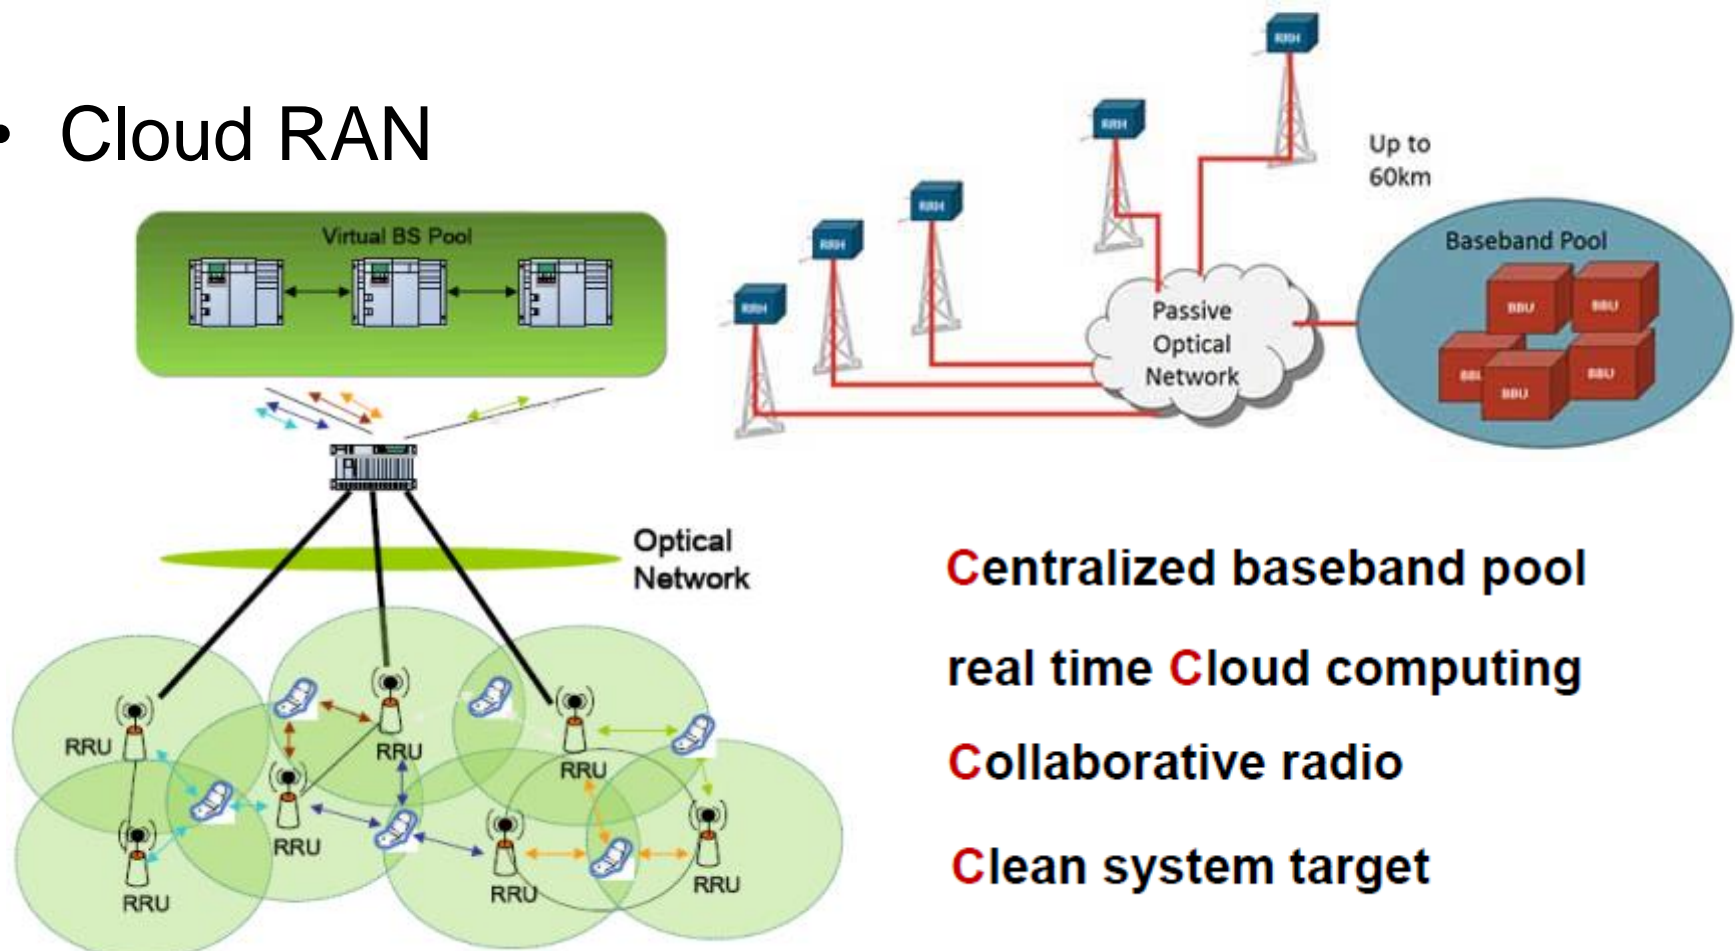 • Cloud RAN
Virtual BS Pool
Optical
Network
RRU
RRU
RRU
RRU
RRU
RRU
RRU
RRH
RRH
RRH
RRH
RRH
Up to
60km
Passive
Optical
Network
Baseband Pool
BBU
BBU
BBU
BBU
Centralized baseband pool
real time Cloud computing
Collaborative radio
Clean system target